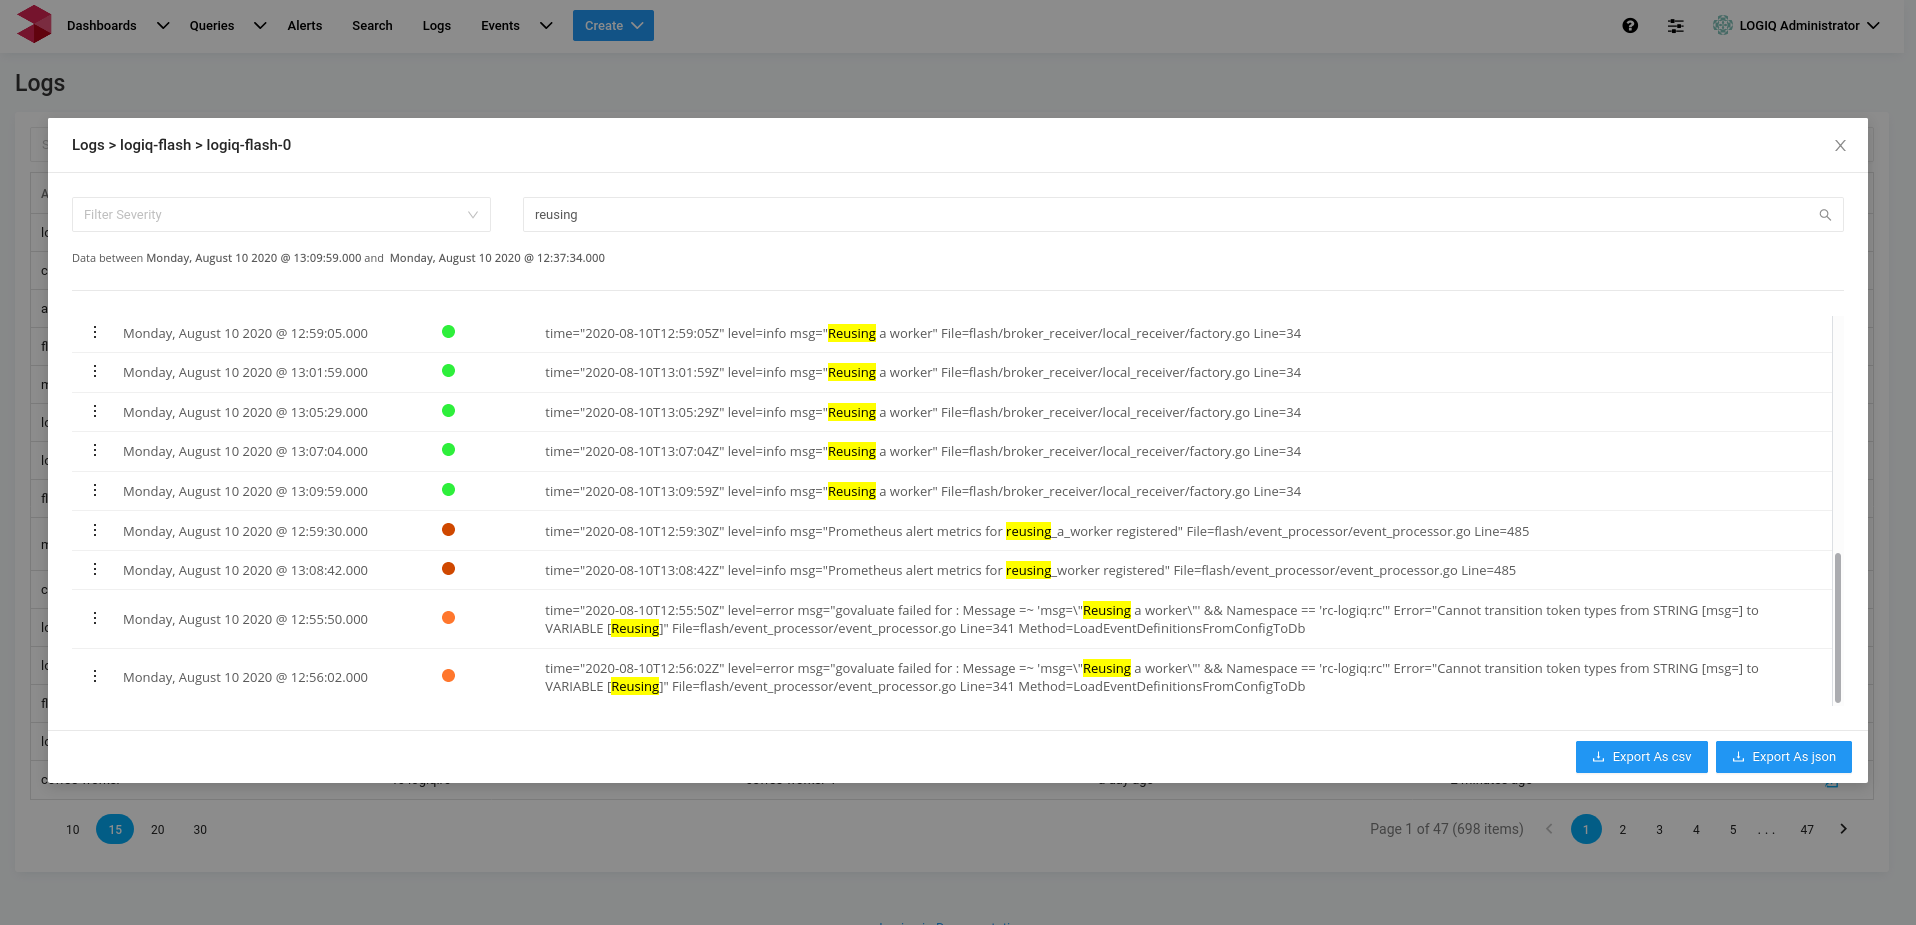 Dashboards Queries Alerts Search Logs Events Create LOGIQ Administrator
Logs
Logs > logiq-flash > logiq-flash-0
Filter Severity reusing
Data between Monday, August 10 2020 @ 13:09:59.000 and Monday, August 10 2020 @ 12:37:34.000
Monday, August 10 2020 @ 12:59:05.000 time="2020-08-10T12:59:05Z" level=info msg="Reusing a worker" File=flash/broker_receiver/local_receiver/factory.go Line=34
Monday, August 10 2020 @ 13:01:59.000 time="2020-08-10T13:01:59Z" level=info msg="Reusing a worker" File=flash/broker_receiver/local_receiver/factory.go Line=34
Monday, August 10 2020 @ 13:05:29.000 time="2020-08-10T13:05:29Z" level=info msg="Reusing a worker" File=flash/broker_receiver/local_receiver/factory.go Line=34
Monday, August 10 2020 @ 13:07:04.000 time="2020-08-10T13:07:04Z" level=info msg="Reusing a worker" File=flash/broker_receiver/local_receiver/factory.go Line=34
Monday, August 10 2020 @ 13:09:59.000 time="2020-08-10T13:09:59Z" level=info msg="Reusing a worker" File=flash/broker_receiver/local_receiver/factory.go Line=34
Monday, August 10 2020 @ 12:59:30.000 time="2020-08-10T12:59:30Z" level=info msg="Prometheus alert metrics for reusing_a_worker registered" File=flash/event_processor/event_processor.go Line=485
Monday, August 10 2020 @ 13:08:42.000 time="2020-08-10T13:08:42Z" level=info msg="Prometheus alert metrics for reusing_worker registered" File=flash/event_processor/event_processor.go Line=485
Monday, August 10 2020 @ 12:55:50.000 time="2020-08-10T12:55:50Z" level=error msg="govaluate failed for : Message =~ 'msg=\"Reusing a worker\"' && Namespace == 'rc-logiq:rc'" Error="Cannot transition token types from STRING [msg=] to
VARIABLE [Reusing]" File=flash/event_processor/event_processor.go Line=341 Method=LoadEventDefinitionsFromConfigToDb
Monday, August 10 2020 @ 12:56:02.000 time="2020-08-10T12:56:02Z" level=error msg="govaluate failed for : Message =~ 'msg=\"Reusing a worker\"' && Namespace == 'rc-logiq:rc'" Error="Cannot transition token types from STRING [msg=] to
VARIABLE [Reusing]" File=flash/event_processor/event_processor.go Line=341 Method=LoadEventDefinitionsFromConfigToDb
Export As csv Export As json
10 15 20 30 Page 1 of 47 (698 items) 1 2 3 4 5 ... 47